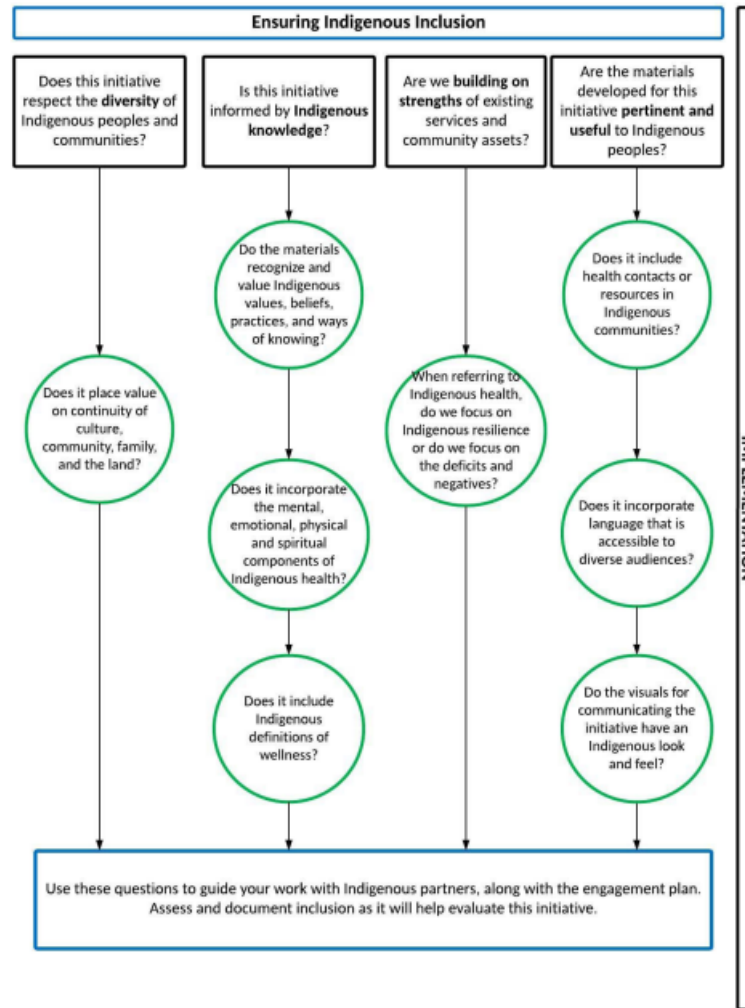 Ensuring Indigenous Inclusion
Does this initiative
respect the diversity of
Indigenous peoples and
communities?
Is this initiative
informed by Indigenous
knowledge?
Are we building on
strengths of existing
services and
community assets?
Are the materials
developed for this
initiative pertinent and
useful to Indigenous
peoples?
Do the materials
recognize and
value Indigenous
values, beliefs,
practices, and ways
of knowing?
Does it include
health contacts or
resources in
Indigenous
communities?
Does it place value
on continuity of
culture,
community, family,
and the land?
When referring to
Indigenous health,
do we focus on
Indigenous resilience
or do we focus on
the deficits and
negatives?
Does it incorporate
the mental,
emotional, physical
and spiritual
components of
Indigenous health?
Does it incorporate
language that is
accessible to
diverse audiences?
Does it include
Indigenous
definitions of
wellness?
Do the visuals for
communicating the
initiative have an
Indigenous look
and feel?
Use these questions to guide your work with Indigenous partners, along with the engagement plan.
Assess and document inclusion as it will help evaluate this initiative.